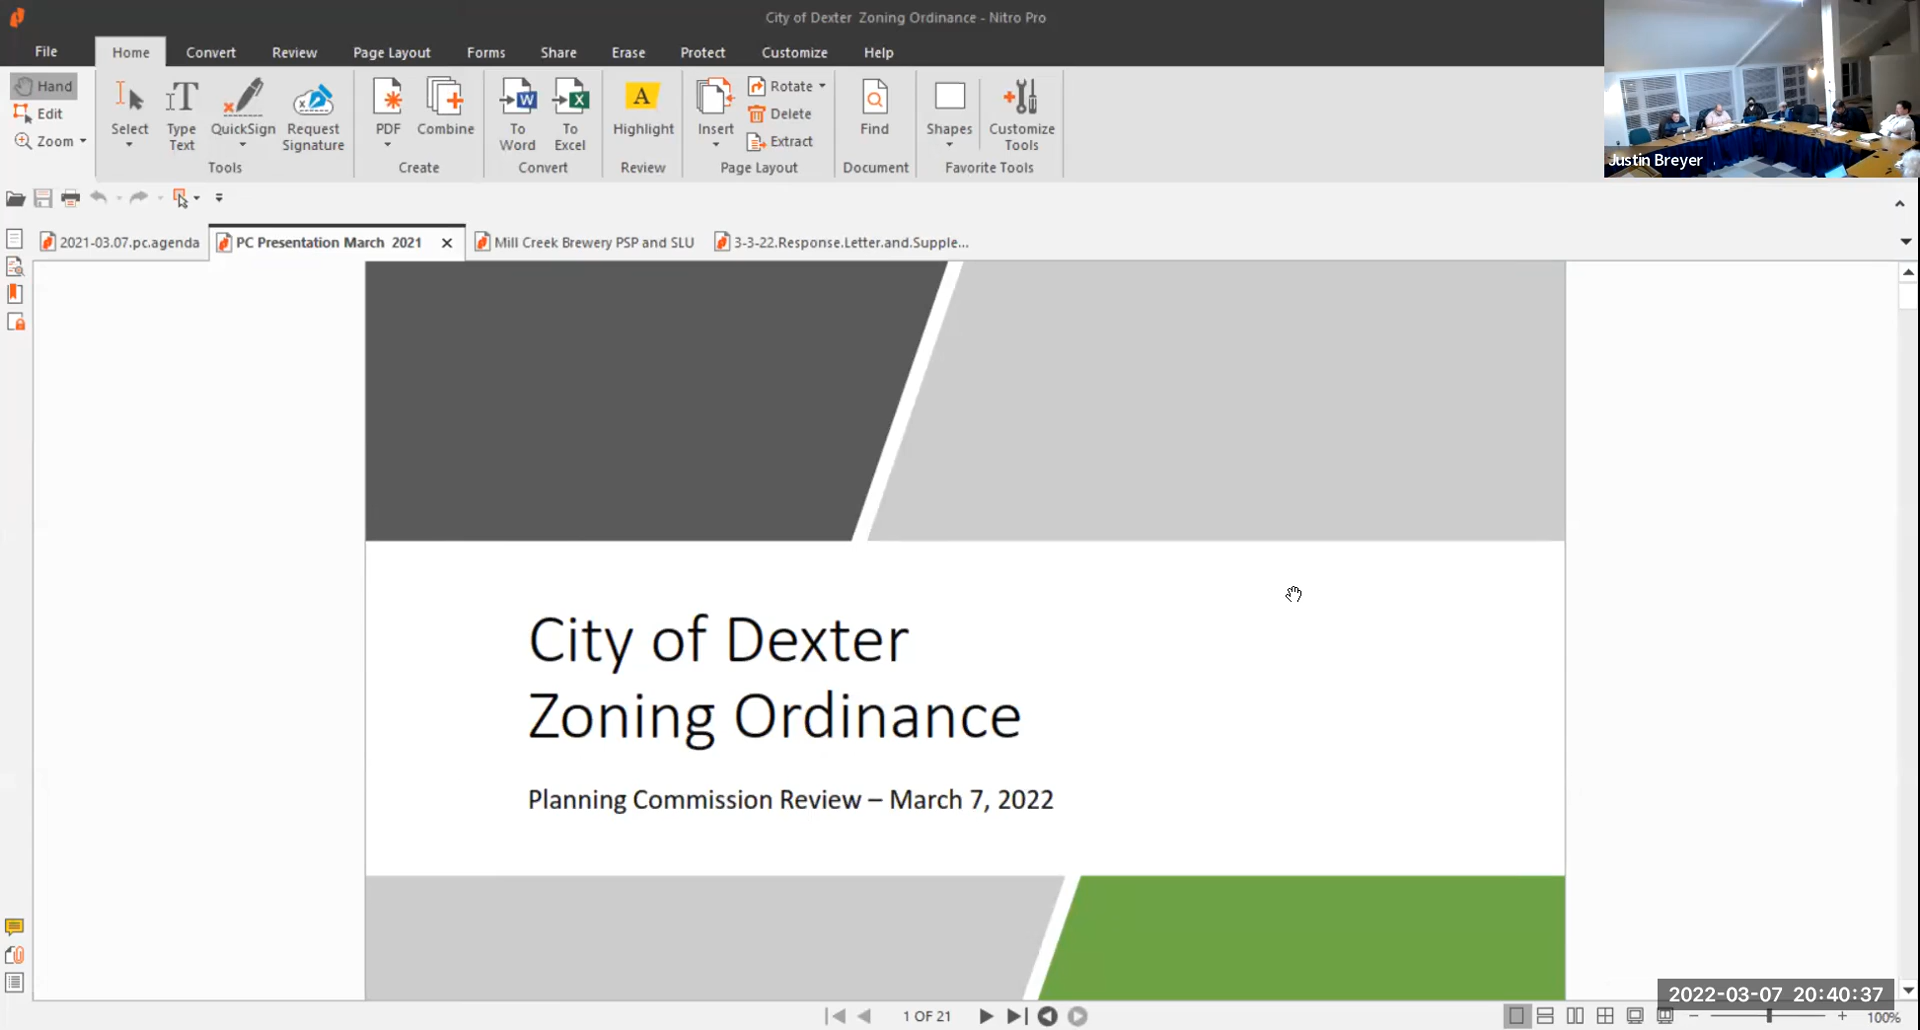 City of Dexter Zoning Ordinance - Nitro Pro
File Home Convert Review Page Layout Forms Share Erase Protect Customize Help
Hand
Edit
Zoom
Select
Type
Text
QuickSign
Request
Signature
Tools
PDF
Combine
Create
To
Word
To
Excel
Convert
Highlight
Review
Insert
Rotate
Delete
Extract
Page Layout
Find
Document
Shapes
Customize
Tools
Favorite Tools
Justin Breyer
2021-03.07.pc.agenda
PC Presentation March 2021
Mill Creek Brewery PSP and SLU
3-3-22.Response.Letter.and.Supple...
City of Dexter
Zoning Ordinance
Planning Commission Review – March 7, 2022
2022-03-07 20:40:37
1 OF 21
100%